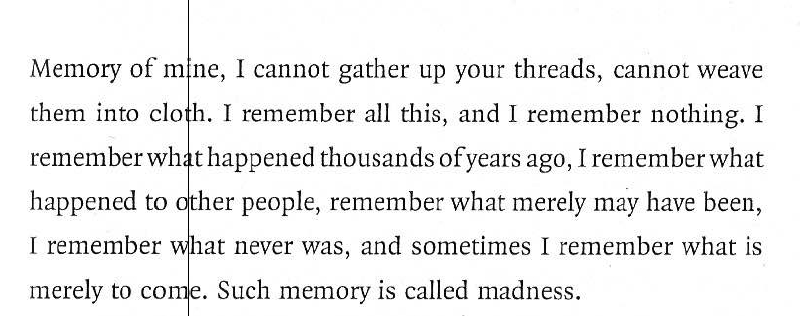 Memory of mine, I cannot gather up your threads, cannot weave
them into cloth. I remember all this, and I remember nothing. I
remember what happened thousands of years ago, I remember what
happened to other people, remember what merely may have been,
I remember what never was, and sometimes I remember what is
merely to come. Such memory is called madness.